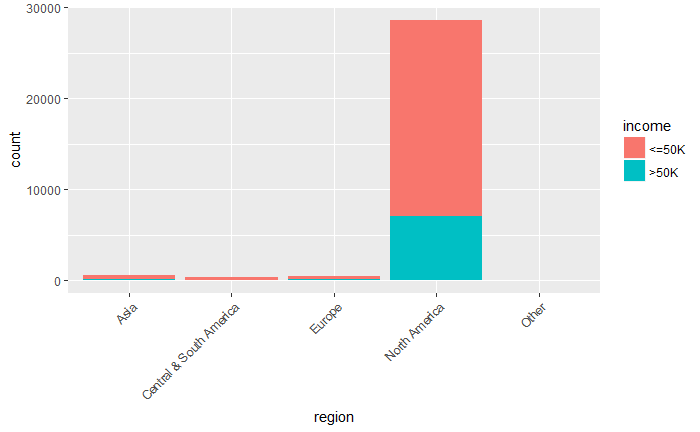 30000
20000
10000
0
count
Asia
Central & South America
Europe
North America
Other
region
income
<=50K
>50K